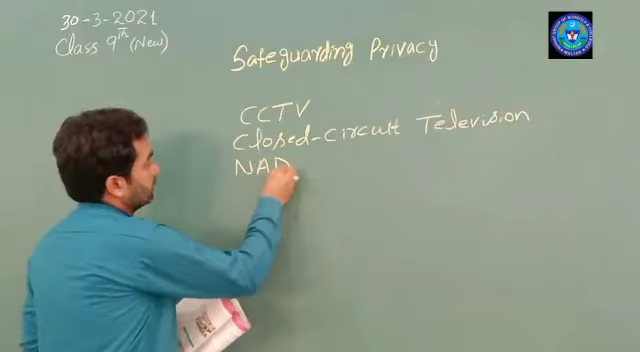 30-3-2021
Class 9th (New)
Safeguarding Privacy
CCTV
Closed-Circuit Television
NAD